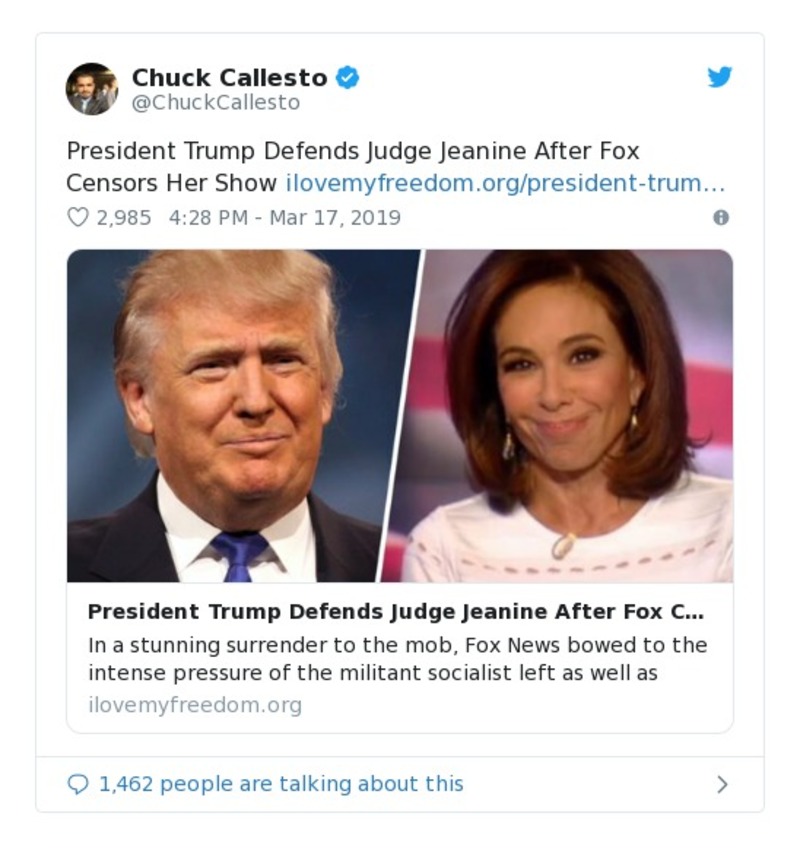 Chuck Callesto
@ChuckCallesto
President Trump Defends Judge Jeanine After Fox
Censors Her Show ilovemyfreedom.org/president-trum…
2,985 4:28 PM - Mar 17, 2019
President Trump Defends Judge Jeanine After Fox C…
In a stunning surrender to the mob, Fox News bowed to the
intense pressure of the militant socialist left as well as
ilovemyfreedom.org
1,462 people are talking about this